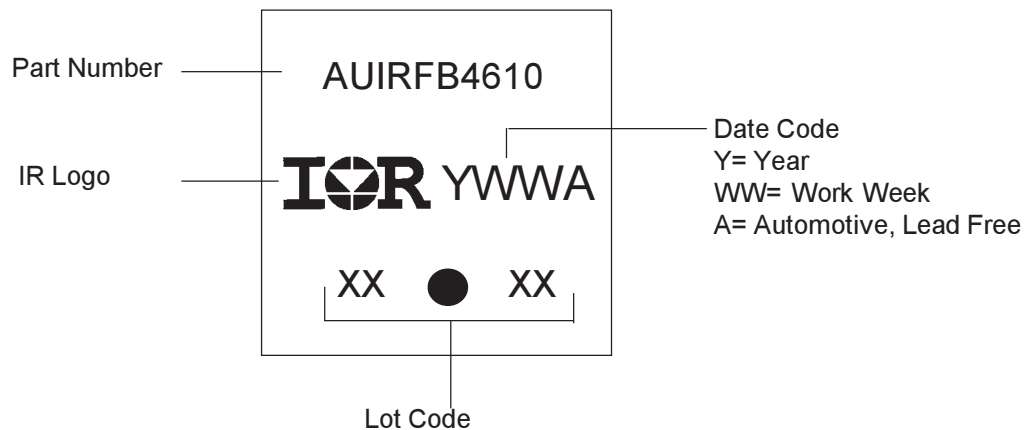 Part Number
AUIRFB4610
Date Code
Y= Year
WW= Work Week
A= Automotive, Lead Free
IR Logo
IOR YWWA
XX XX
Lot Code